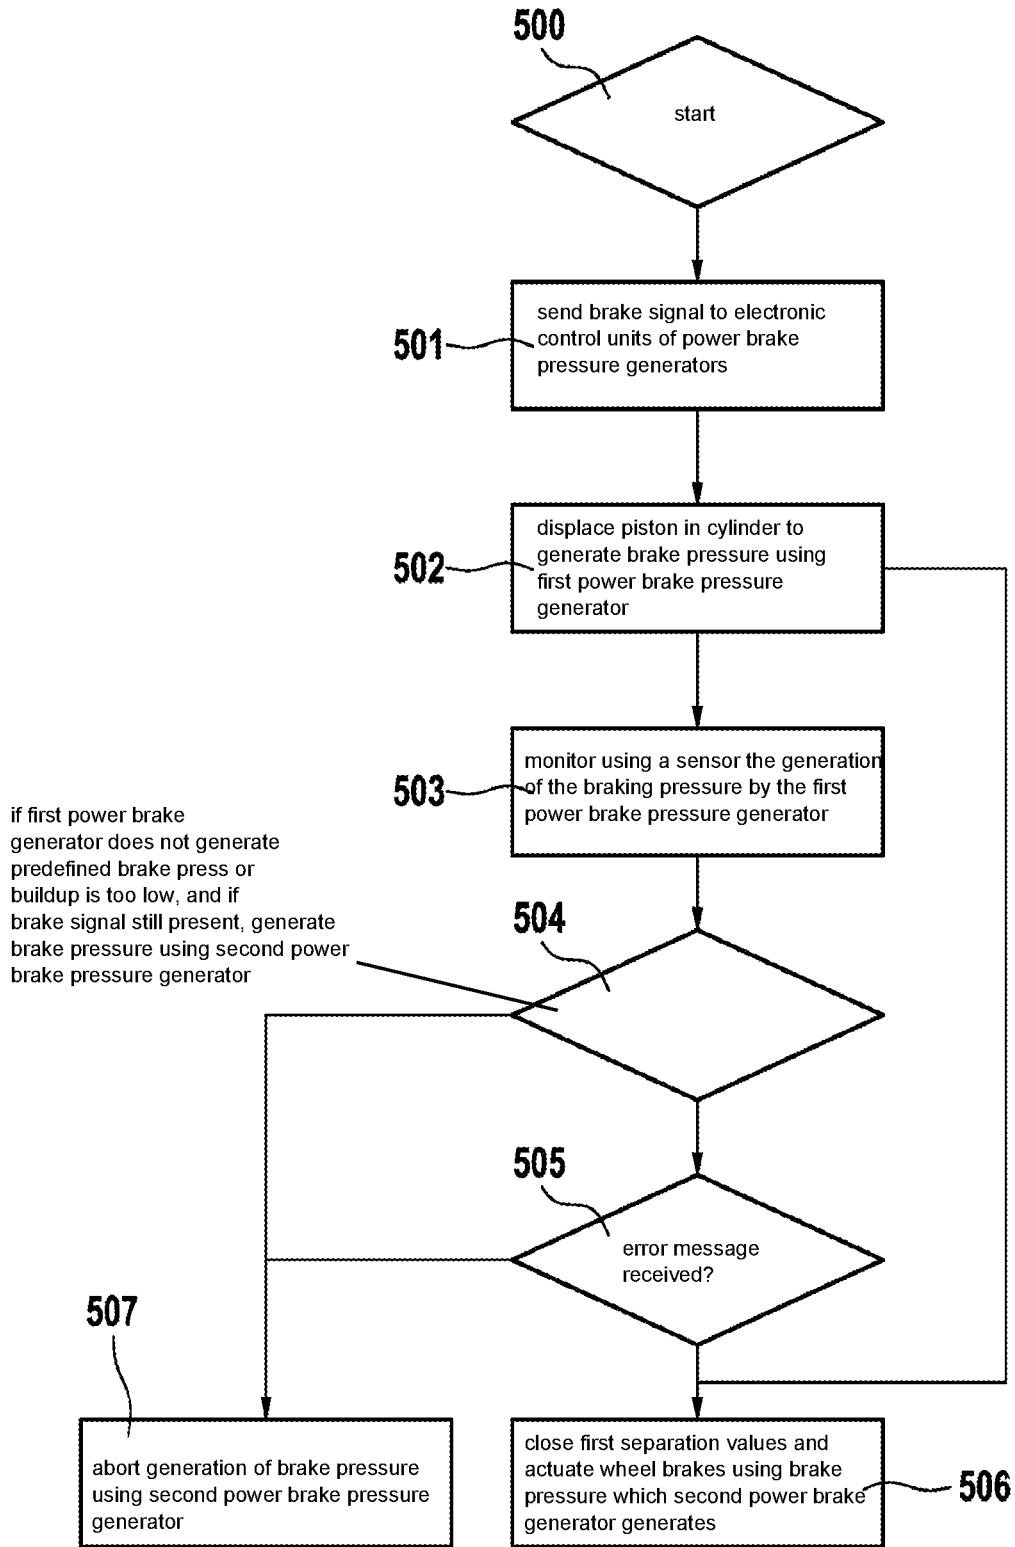 500
start
501
send brake signal to electronic
control units of power brake
pressure generators
502
displace piston in cylinder to
generate brake pressure using
first power brake pressure
generator
503
monitor using a sensor the generation
of the braking pressure by the first
power brake pressure generator
if first power brake
generator does not generate
predefined brake press or
buildup is too low, and if
brake signal still present, generate
brake pressure using second power
brake pressure generator
504
505
error message
received?
507
abort generation of brake pressure
using second power brake pressure
generator
close first separation values and
actuate wheel brakes using brake
pressure which second power brake
generator generates
506